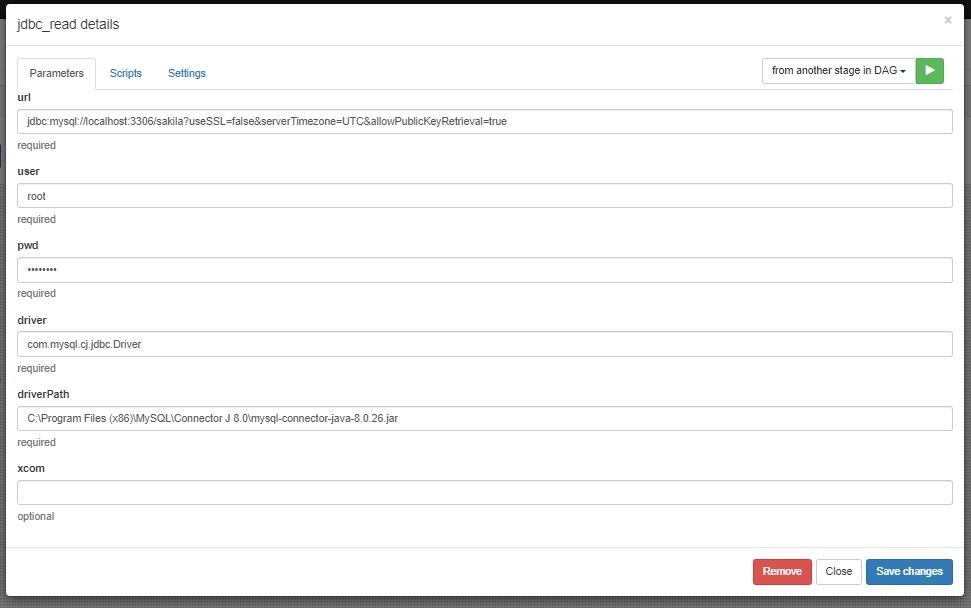 jdbc_read details
×
Parameters Scripts Settings from another stage in DAG
url
jdbc:mysql://localhost:3306/sakila?useSSL=false&serverTimezone=UTC&allowPublicKeyRetrieval=true
required
user
root
required
pwd
••••••••
required
driver
com.mysql.cj.jdbc.Driver
required
driverPath
C:\Program Files (x86)\MySQL\Connector J 8.0\mysql-connector-java-8.0.26.jar
required
xcom
optional
Remove Close Save changes